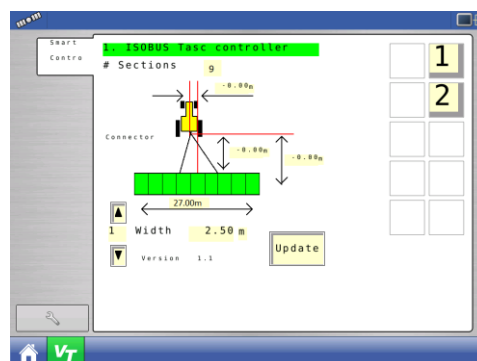 Smart
Contro
1. ISOBUS Tasc controller
# Sections 9
-0.00m
Connector
-0.00m
-0.00m
27.00m
1 Width 2.50 m
Version 1.1
Update
1
2
VT